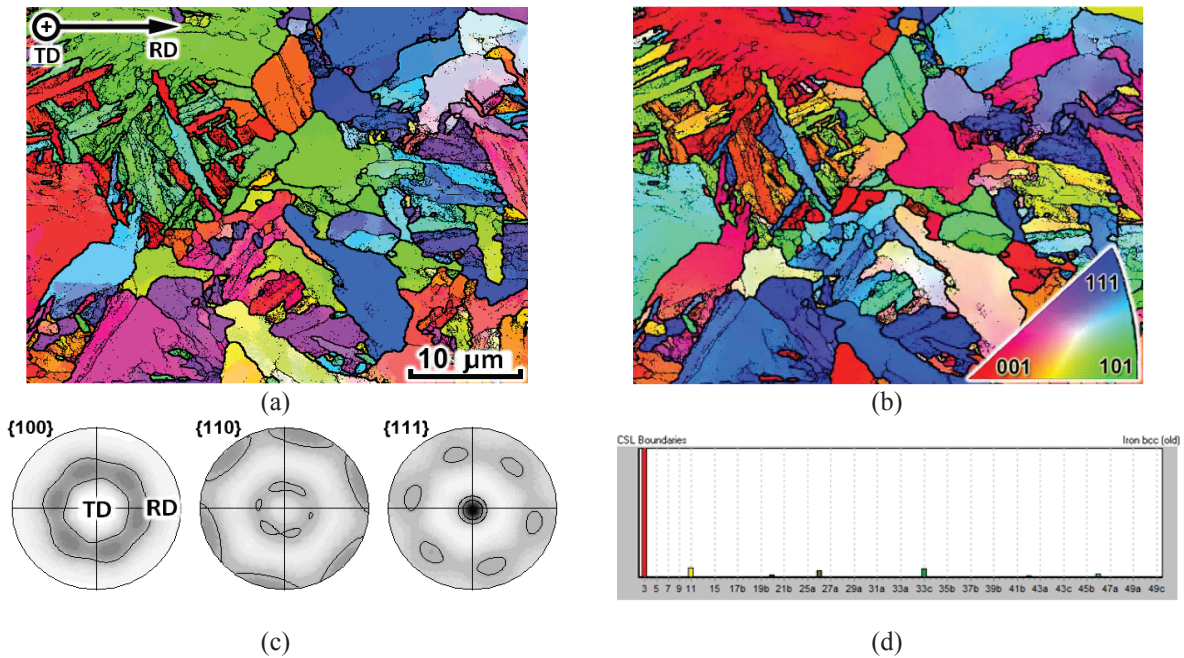 TD RD
10 μm
111
001 101
(a) (b)
{100} {110} {111}
TD RD
CSL Boundaries Iron bcc (old)
3 5 7 9 11 15 17b 19b 21b 25a 27a 29a 31a 33a 33c 35b 37b 39b 41b 43a 43c 45b 47b 49a 49c
(c) (d)